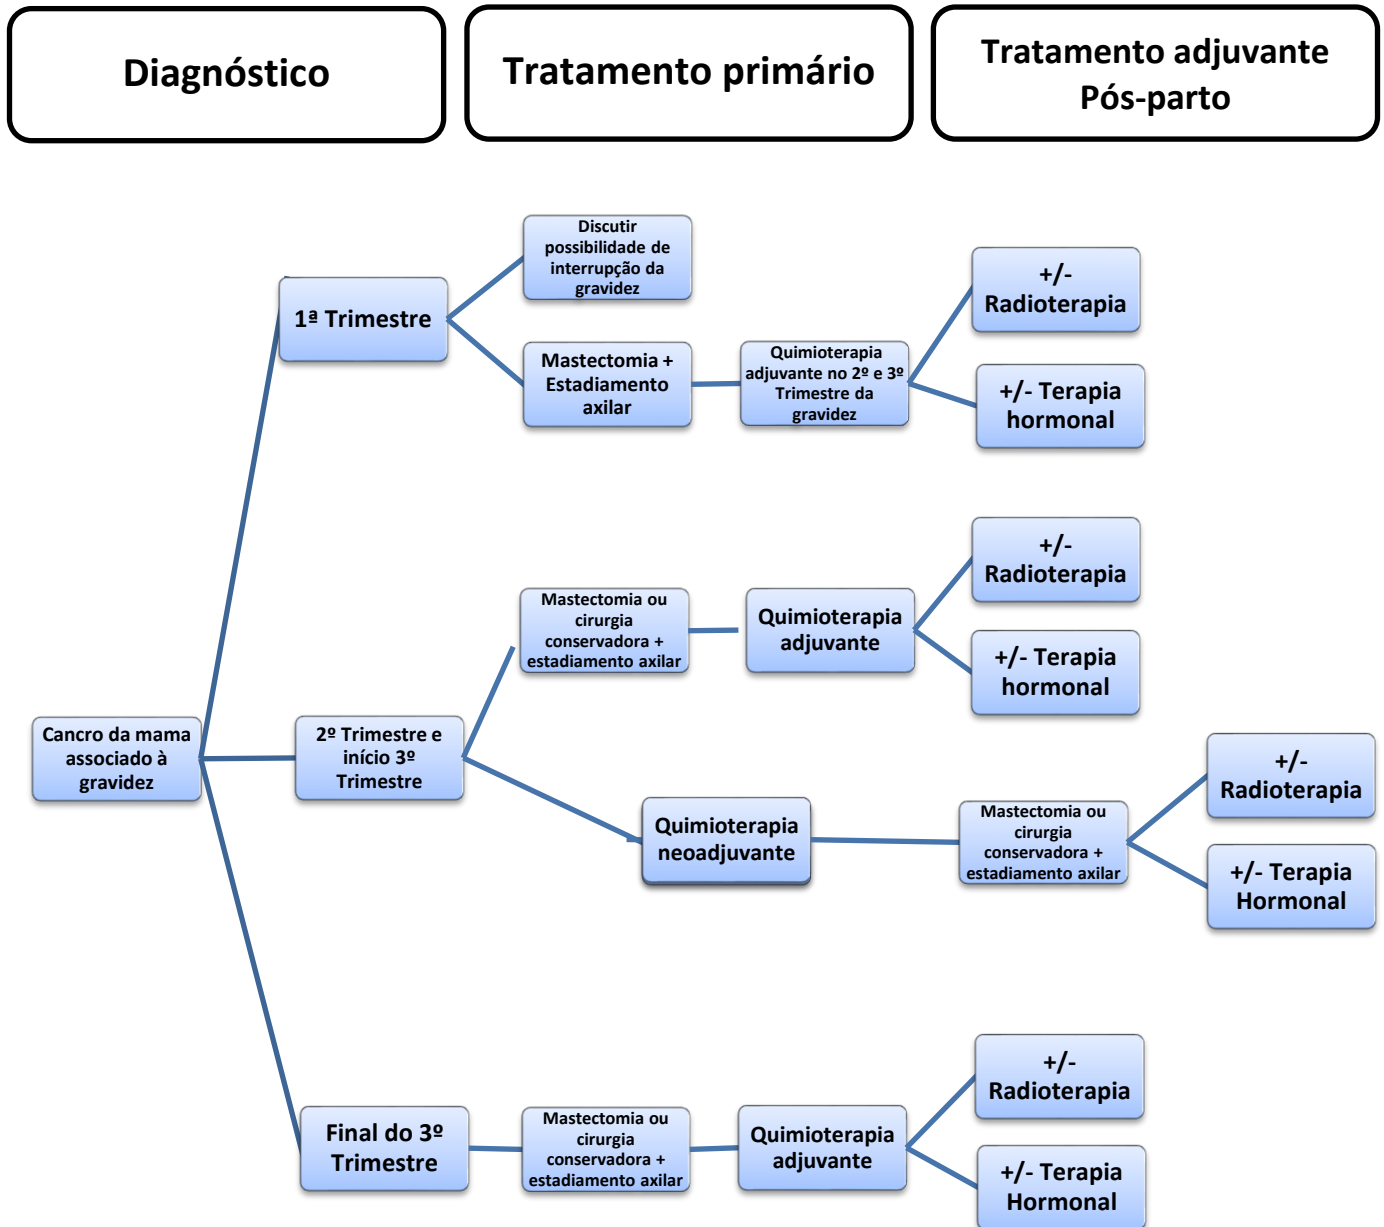 Diagnóstico
Tratamento primário
Tratamento adjuvante
Pós-parto
Cancro da mama
associado à
gravidez
1ª Trimestre
Discutir
possibilidade de
interrupção da
gravidez
Mastectomia +
Estadiamento
axilar
Quimioterapia
adjuvante no 2º e 3º
Trimestre da
gravidez
+/-
Radioterapia
+/- Terapia
hormonal
2º Trimestre e
início 3º
Trimestre
Mastectomia ou
cirurgia
conservadora +
estadiamento axilar
Quimioterapia
adjuvante
+/-
Radioterapia
+/- Terapia
hormonal
Quimioterapia
neoadjuvante
Mastectomia ou
cirurgia
conservadora +
estadiamento axilar
+/-
Radioterapia
+/- Terapia
Hormonal
Final do 3º
Trimestre
Mastectomia ou
cirurgia
conservadora +
estadiamento axilar
Quimioterapia
adjuvante
+/-
Radioterapia
+/- Terapia
Hormonal